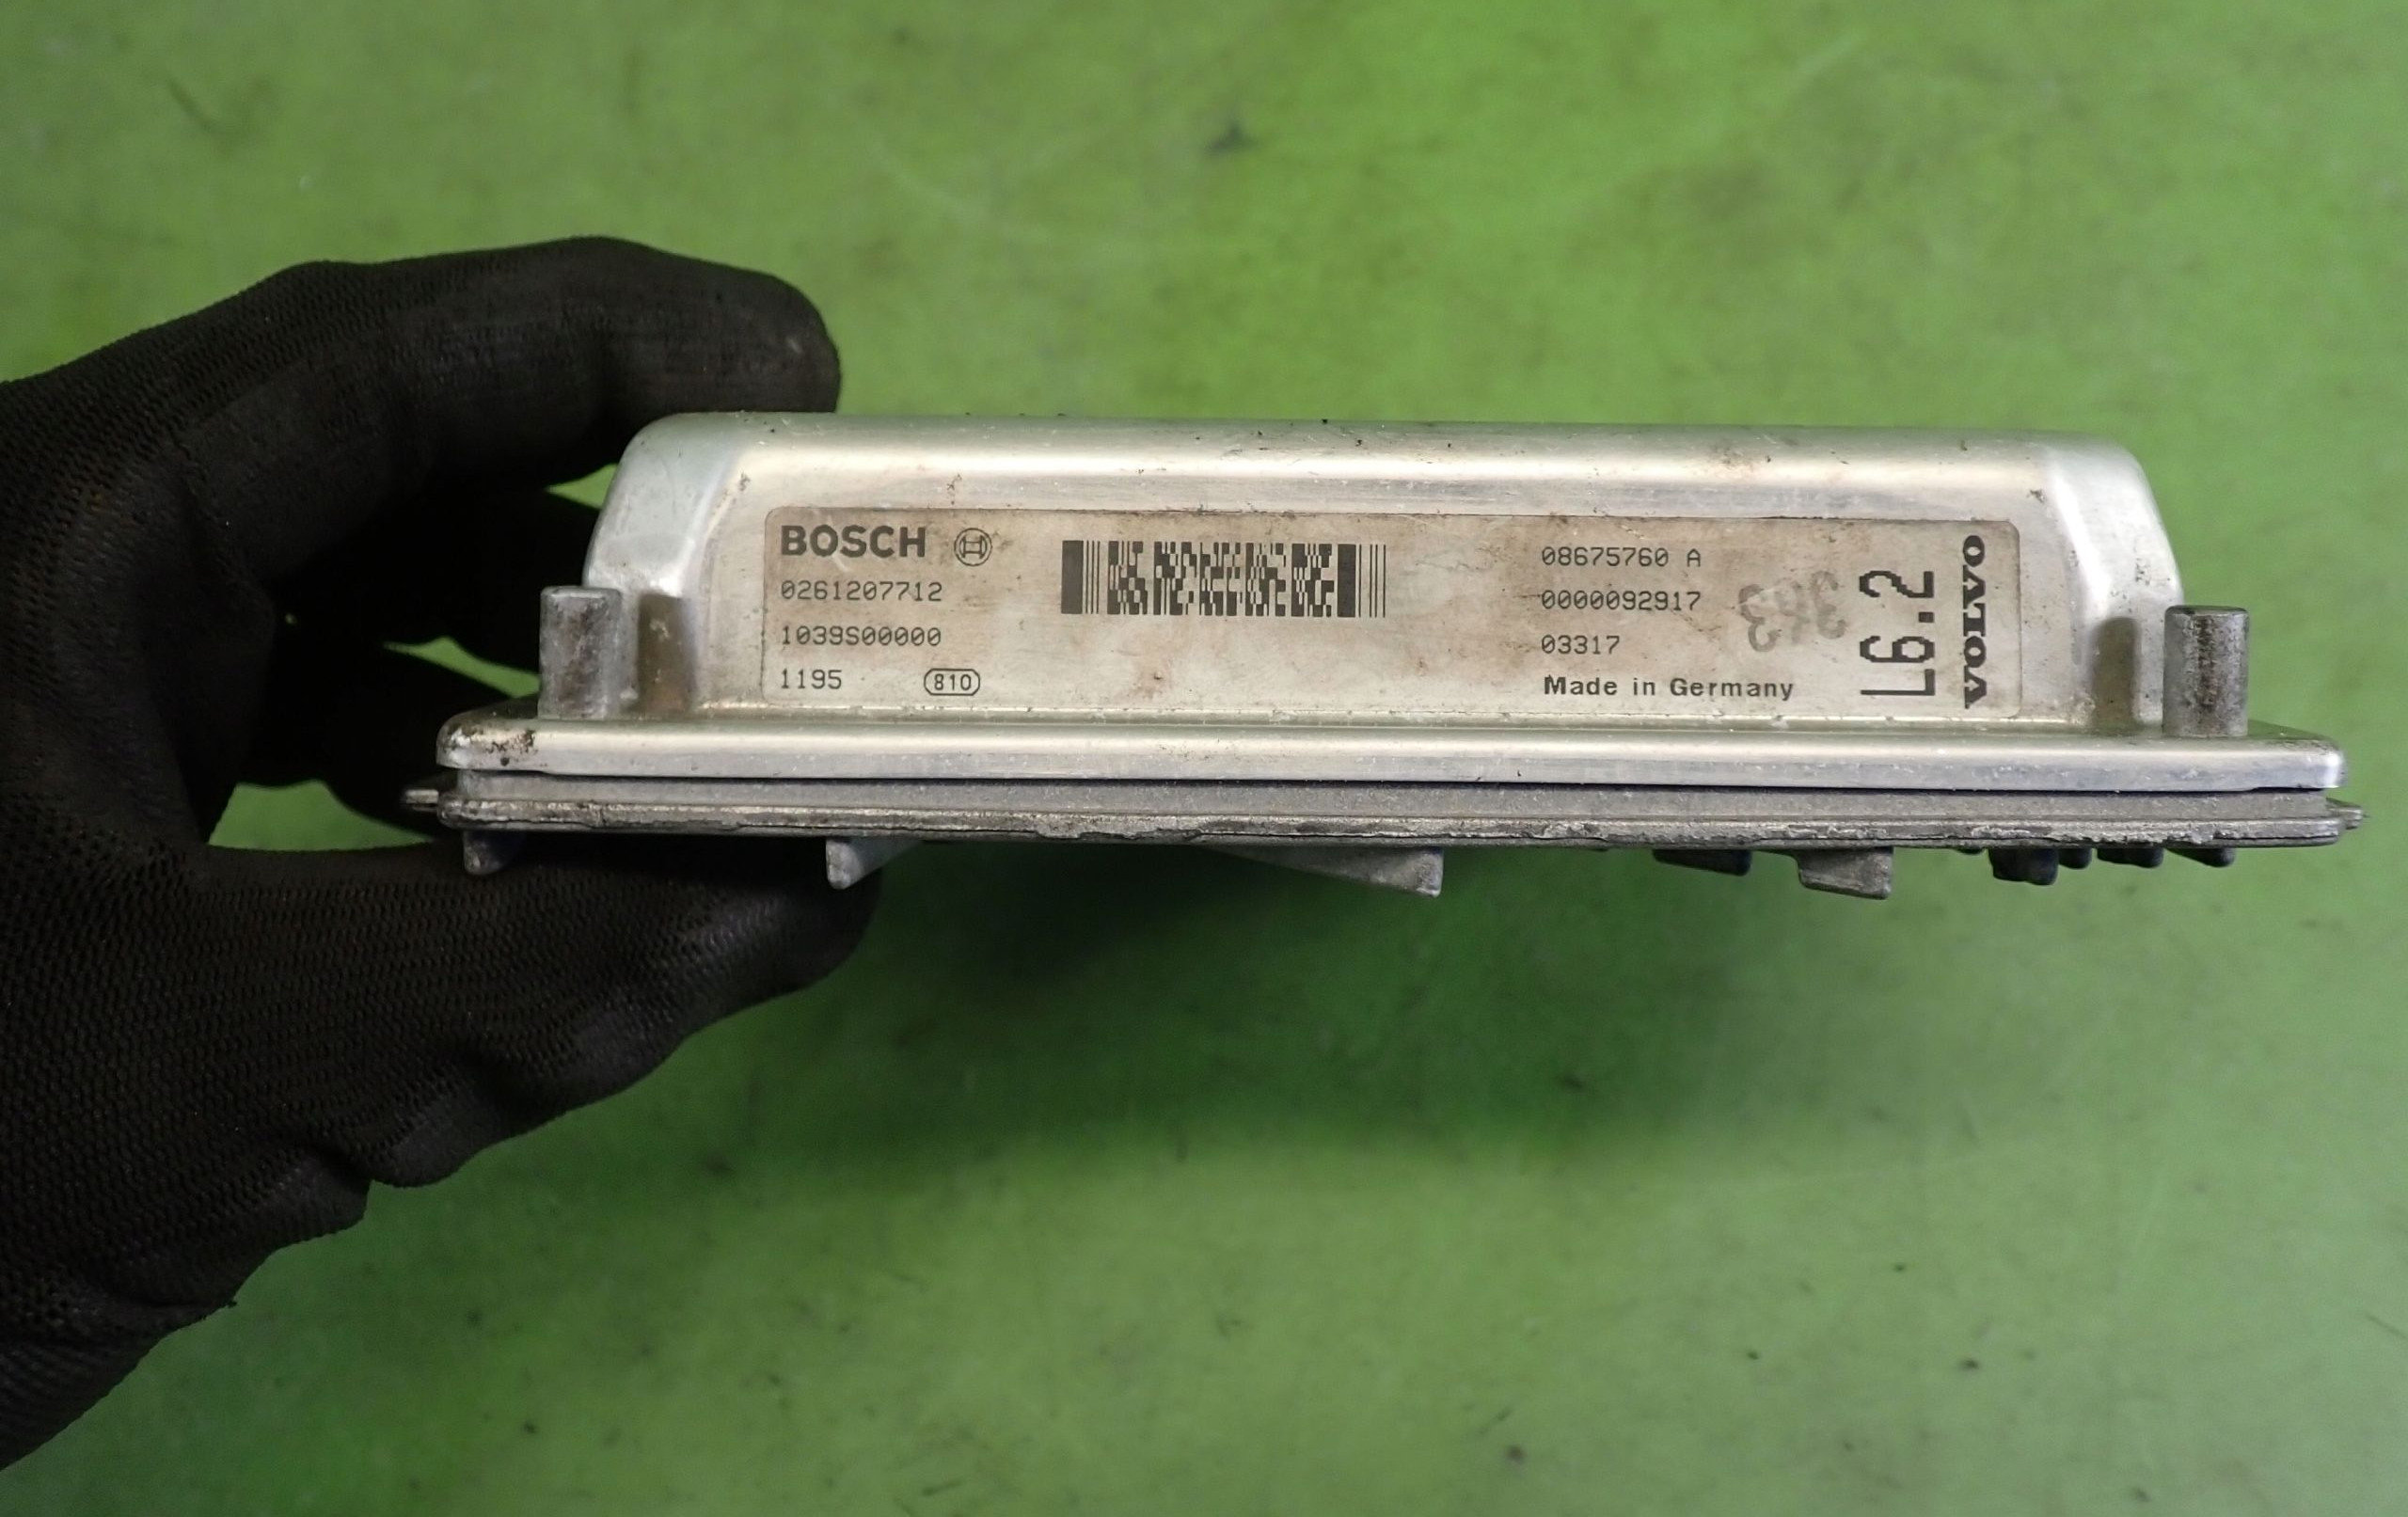 BOSCH
0261207712
1039S00000
1195 810
08675760 A
0000092917
03317
Made in Germany
363
L6.2
VOLVO